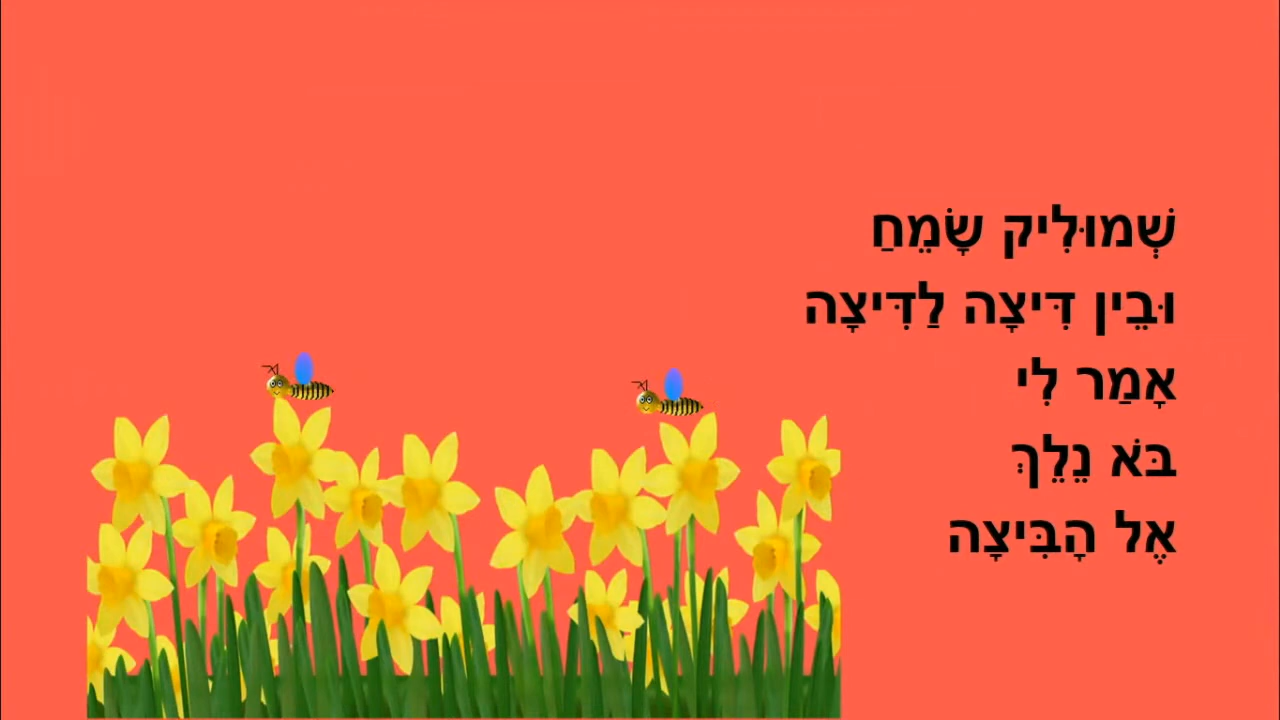 שְׁמוּלִיק שָׂמֵחַ
וּבֵין דִּיצָה לַדִּיצָה
אָמַר לִי
בֹּא נֵלֵךְ
אֶל הָבִּיצָה